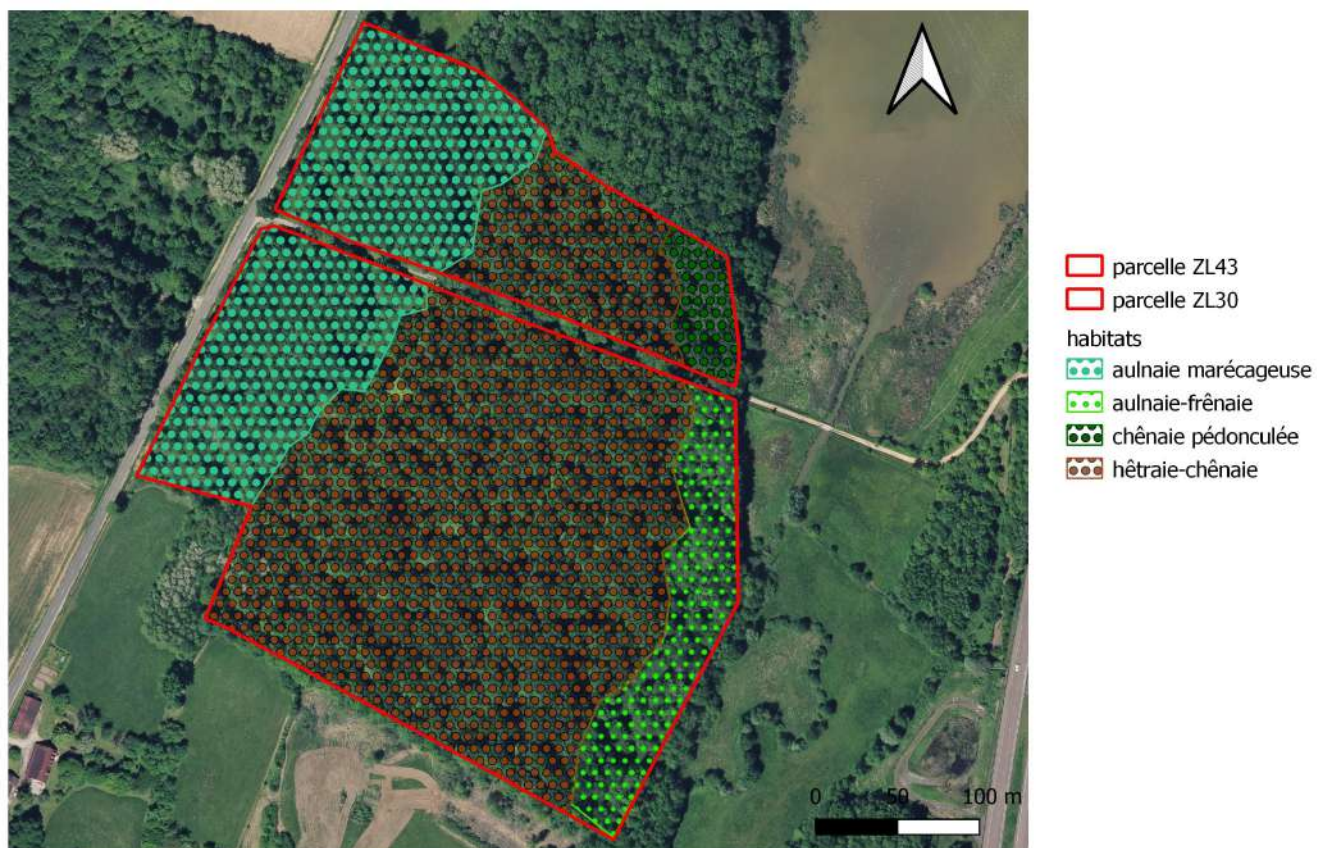 parcelle ZL43
parcelle ZL30
habitats
aulnaie marécageuse
aulnaie-frênaie
chênaie pédonculée
hêtraie-chênaie
0 50 100 m